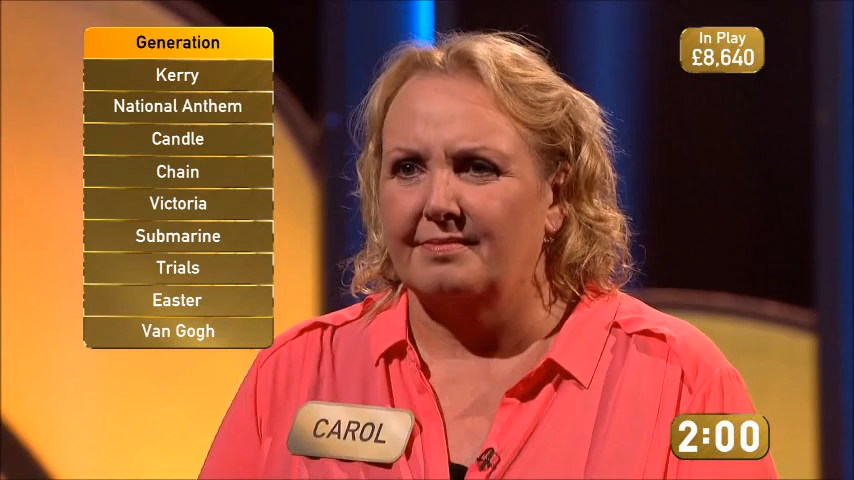 Generation
Kerry
National Anthem
Candle
Chain
Victoria
Submarine
Trials
Easter
Van Gogh
In Play
£8,640
CAROL
2:00